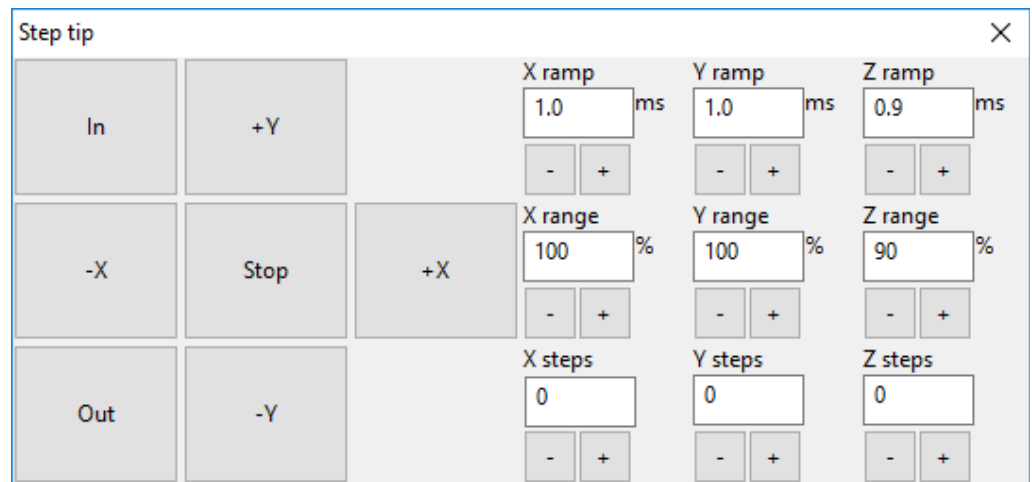 Step tip
In
+Y
-X
Stop
+X
Out
-Y
X ramp
1.0 ms
- +
Y ramp
1.0 ms
- +
Z ramp
0.9 ms
- +
X range
100 %
- +
Y range
100 %
- +
Z range
90 %
- +
X steps
0
- +
Y steps
0
- +
Z steps
0
- +